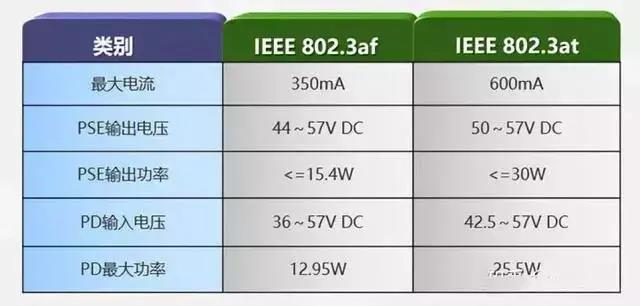 类别 IEEE 802.3af IEEE 802.3at
最大电流 350mA 600mA
PSE输出电压 44～57V DC 50～57V DC
PSE输出功率 <=15.4W <=30W
PD输入电压 36～57V DC 42.5～57V DC
PD最大功率 12.95W 25.5W